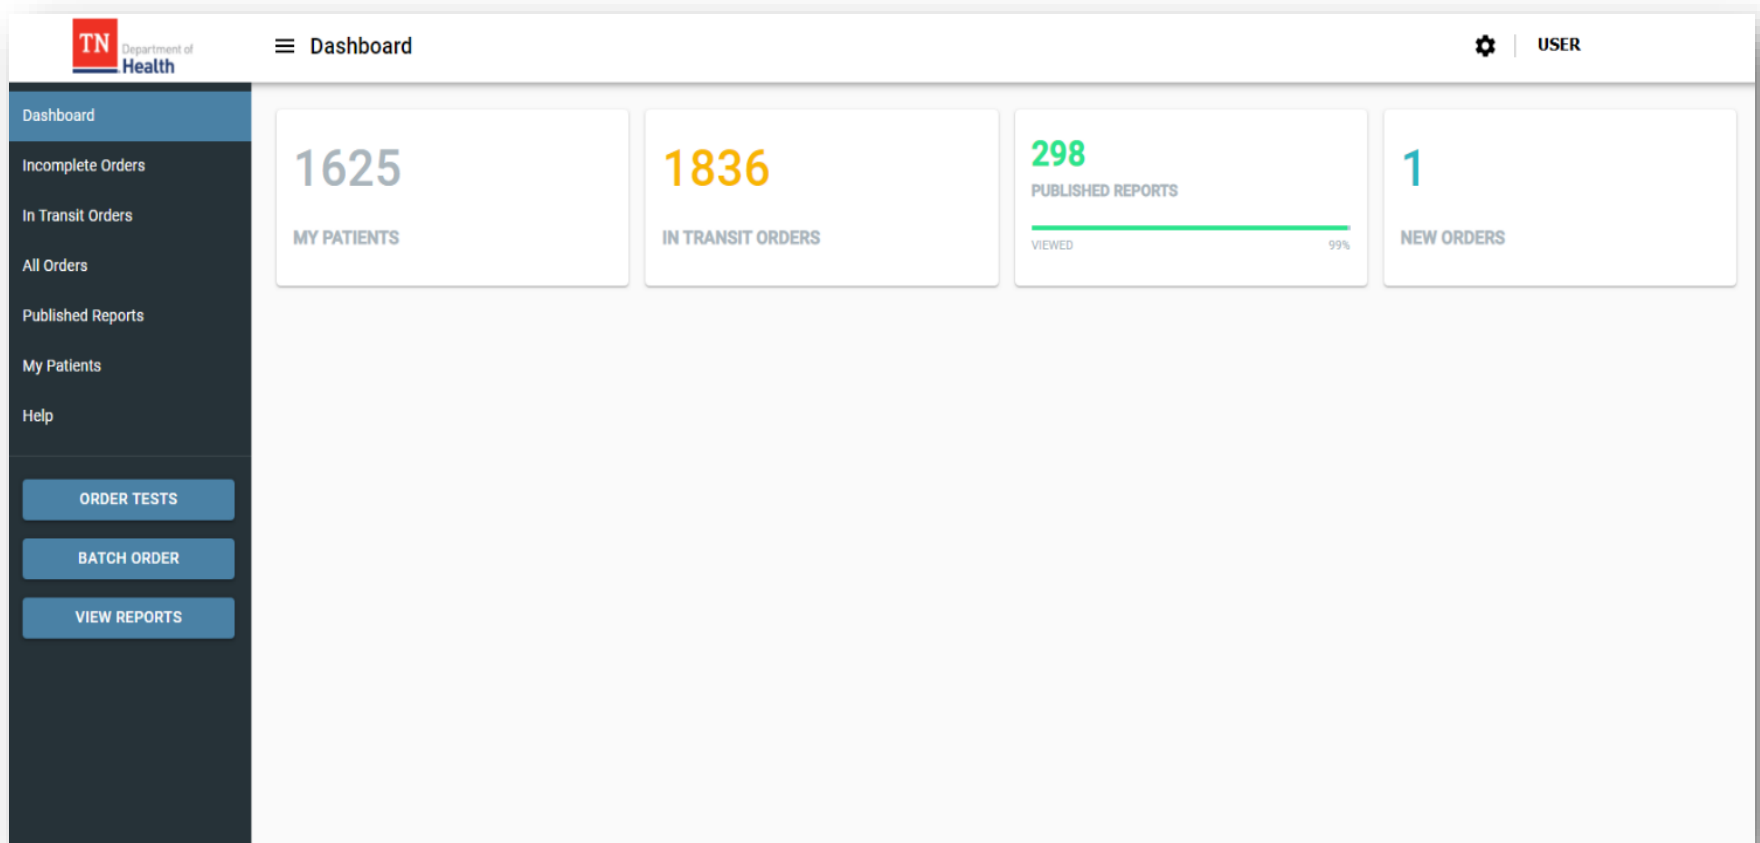 TN
Department of
Health
Dashboard
USER
Dashboard
Incomplete Orders
In Transit Orders
All Orders
Published Reports
My Patients
Help
ORDER TESTS
BATCH ORDER
VIEW REPORTS
1625
MY PATIENTS
1836
IN TRANSIT ORDERS
298
PUBLISHED REPORTS
VIEWED 99%
1
NEW ORDERS